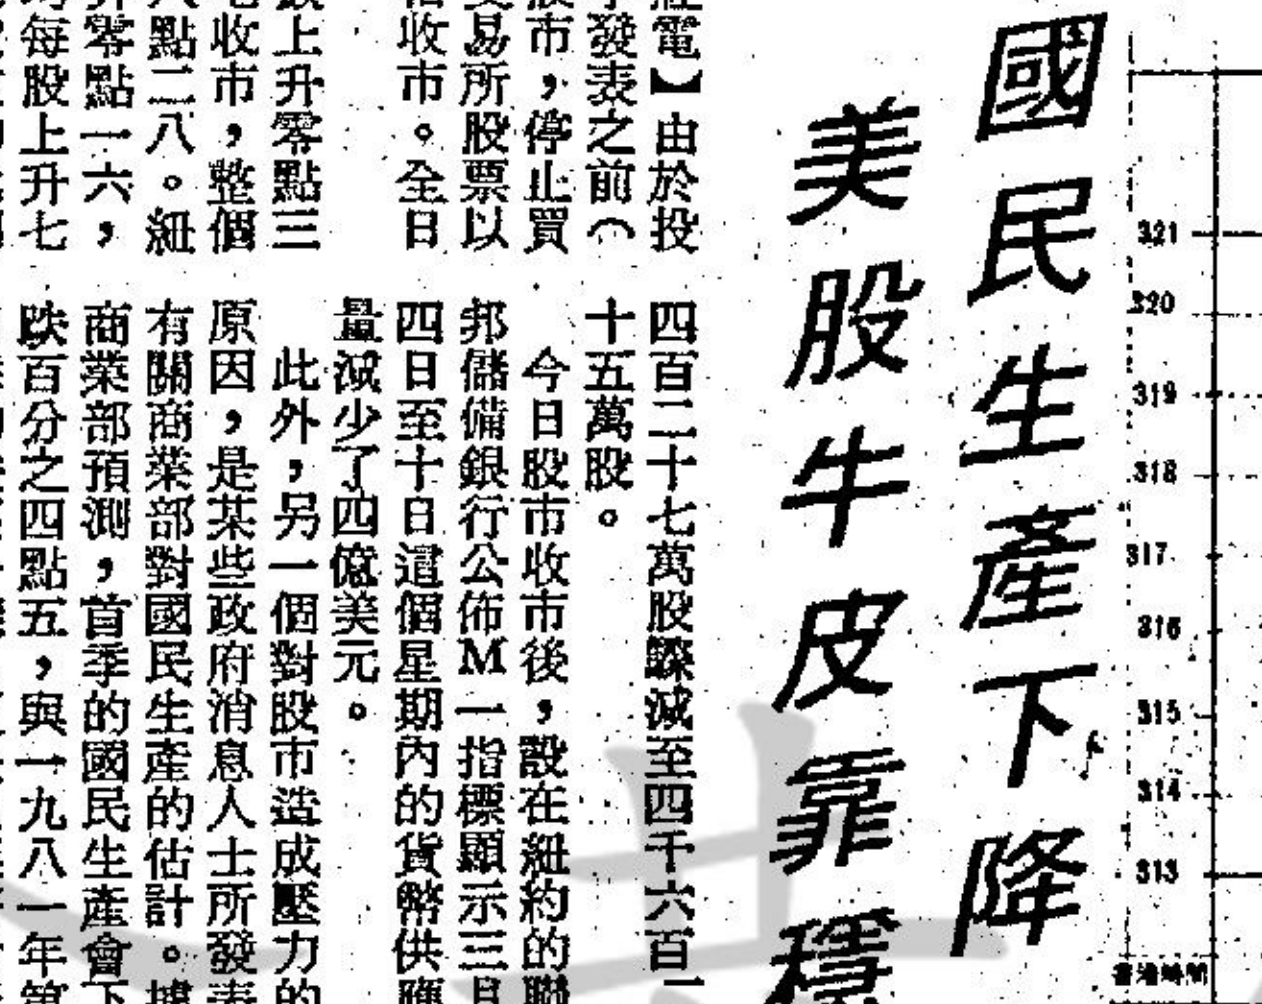 321
320
319
318
317
316
315
314
313
香港時間
國民生產下降
美股牛皮靠穩
電】由於投
發表之前（
股市，停止買
交易所股票以
收市。全日
數上升零點三
收市，整個
點二八。紐
升零點一六，
每股上升七
四百二十七萬股驟減至四千六百一
十五萬股。
今日股市收市後，設在紐約的聯
邦儲備銀行公佈M一指標顯示三月
四日至十日這個星期內的貨幣供應
量減少了四億美元。
此外，另一個對股市造成壓力的
原因，是某些政府消息人士所發表
有關商業部對國民生產的估計。據
商業部預測，首季的國民生產會下
跌百分之四點五，與一九八一年第